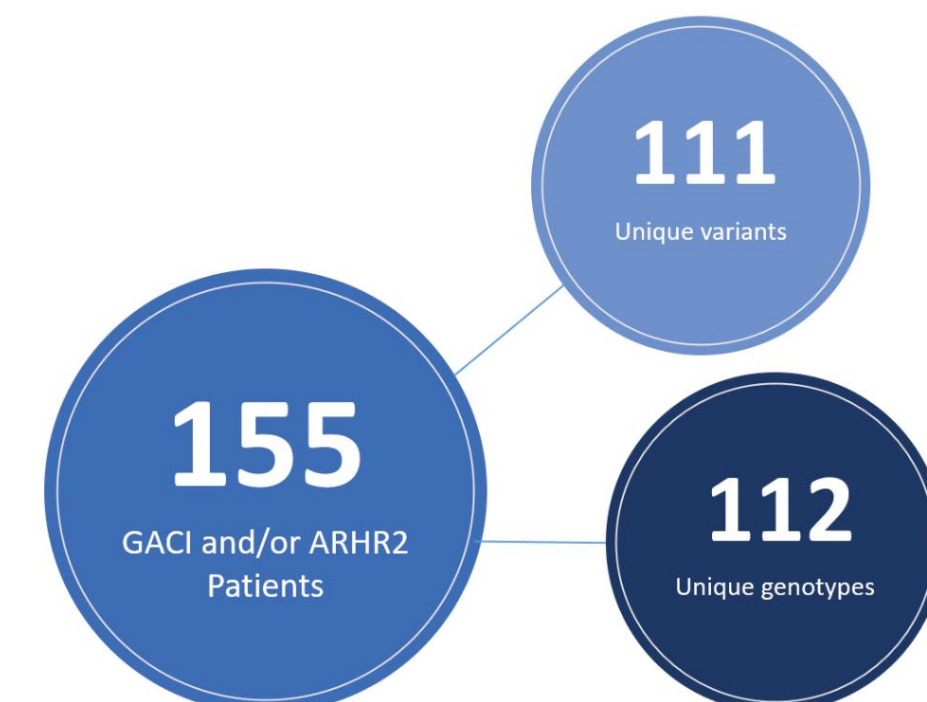 111
Unique variants
155
GACI and/or ARHR2
Patients
112
Unique genotypes